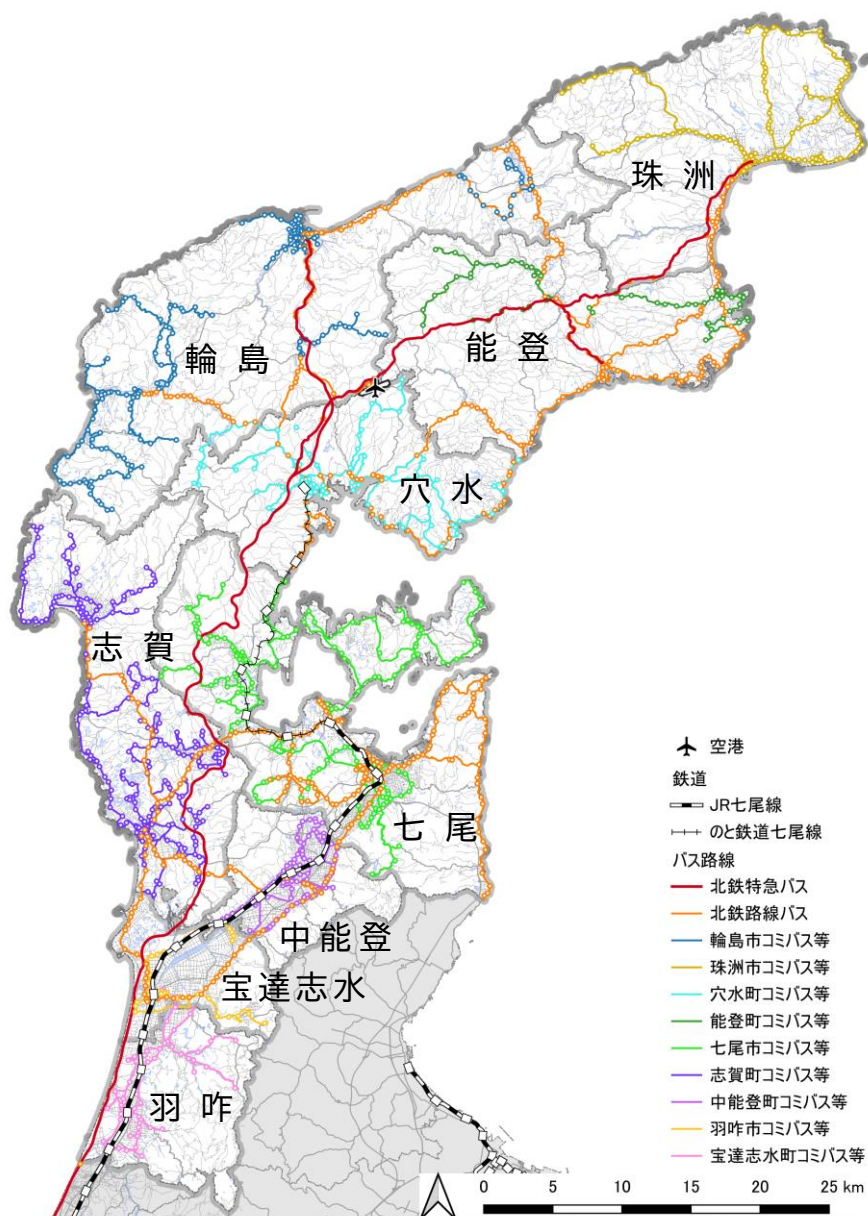 珠洲
輪島
能登
穴水
志賀
七尾
中能登
宝達志水
羽咋
空港
鉄道
JR七尾線
のと鉄道七尾線
バス路線
北鉄特急バス
北鉄路線バス
輪島市コミバス等
珠洲市コミバス等
穴水町コミバス等
能登町コミバス等
七尾市コミバス等
志賀町コミバス等
中能登町コミバス等
羽咋市コミバス等
宝達志水町コミバス等
0 5 10 15 20 25 km